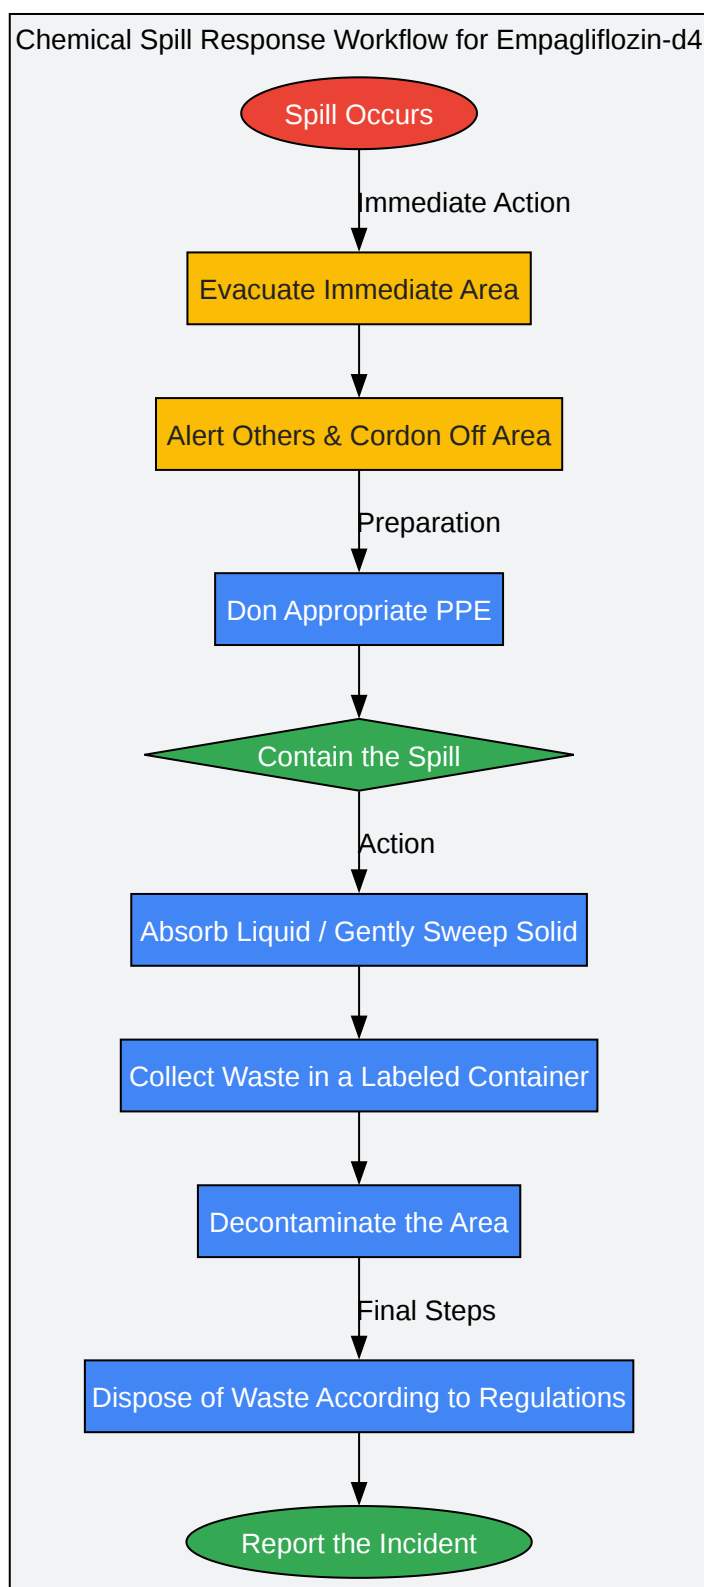 Chemical Spill Response Workflow for Empagliflozin-d4
Spill Occurs
Immediate Action
Evacuate Immediate Area
Alert Others & Cordon Off Area
Preparation
Don Appropriate PPE
Contain the Spill
Action
Absorb Liquid / Gently Sweep Solid
Collect Waste in a Labeled Container
Decontaminate the Area
Final Steps
Dispose of Waste According to Regulations
Report the Incident